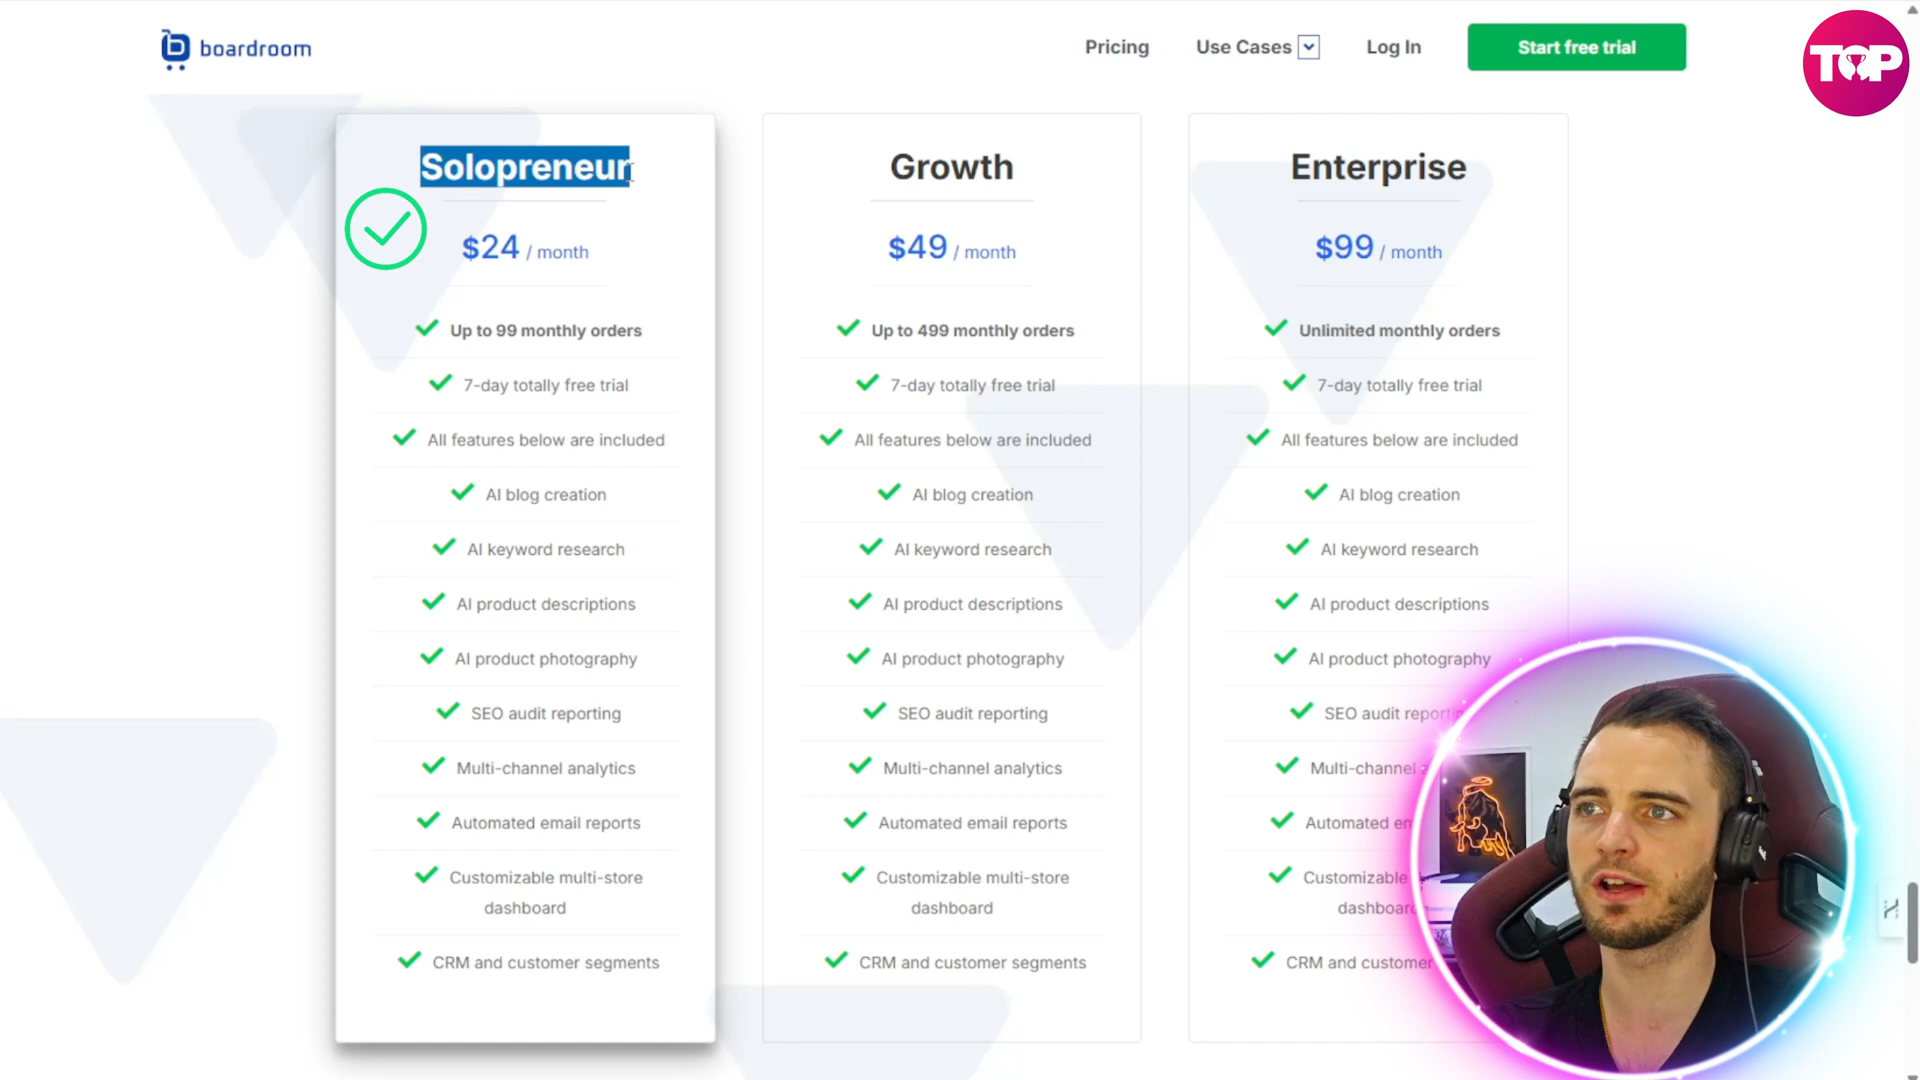 boardroom
Pricing
Use Cases
Log In
Start free trial
TOP
Solopreneur
$24 / month
Up to 99 monthly orders
7-day totally free trial
All features below are included
AI blog creation
AI keyword research
AI product descriptions
AI product photography
SEO audit reporting
Multi-channel analytics
Automated email reports
Customizable multi-store
dashboard
CRM and customer segments
Growth
$49 / month
Up to 499 monthly orders
7-day totally free trial
All features below are included
AI blog creation
AI keyword research
AI product descriptions
AI product photography
SEO audit reporting
Multi-channel analytics
Automated email reports
Customizable multi-store
dashboard
CRM and customer segments
Enterprise
$99 / month
Unlimited monthly orders
7-day totally free trial
All features below are included
AI blog creation
AI keyword research
AI product descriptions
AI product photography
SEO audit
Multi-channel
Automated
Customizable
dashboard
CRM and customer